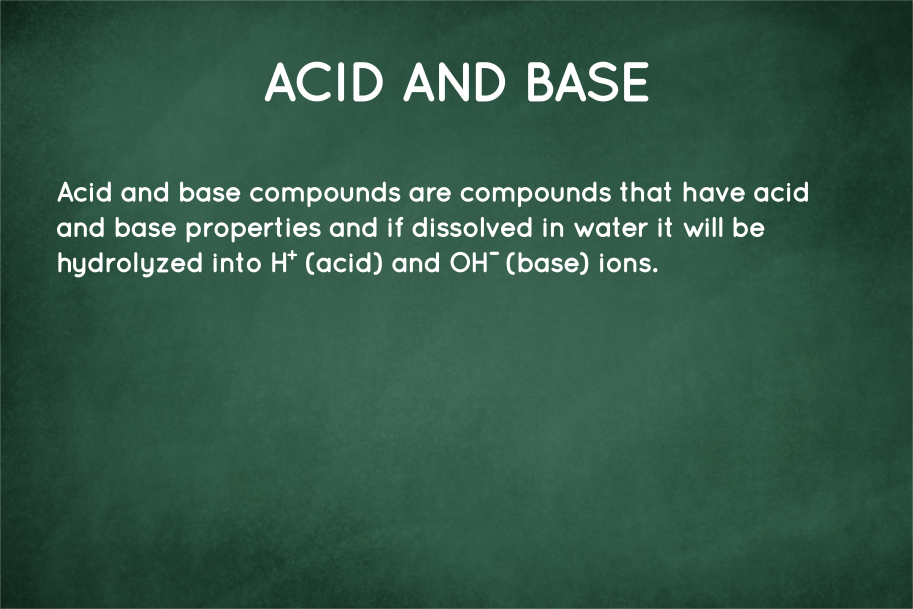 ACID AND BASE
Acid and base compounds are compounds that have acid
and base properties and if dissolved in water it will be
hydrolyzed into H⁺ (acid) and OH⁻ (base) ions.